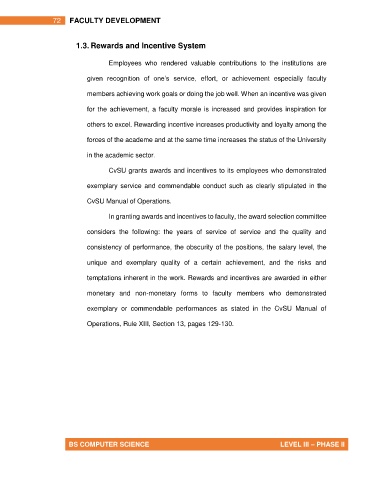 72 FACULTY DEVELOPMENT
1.3. Rewards and Incentive System
Employees who rendered valuable contributions to the institutions are
given recognition of one's service, effort, or achievement especially faculty
members achieving work goals or doing the job well. When an incentive was given
for the achievement, a faculty morale is increased and provides inspiration for
others to excel. Rewarding incentive increases productivity and loyalty among the
forces of the academe and at the same time increases the status of the University
in the academic sector.
CvSU grants awards and incentives to its employees who demonstrated
exemplary service and commendable conduct such as clearly stipulated in the
CvSU Manual of Operations.
In granting awards and incentives to faculty, the award selection committee
considers the following: the years of service of service and the quality and
consistency of performance, the obscurity of the positions, the salary level, the
unique and exemplary quality of a certain achievement, and the risks and
temptations inherent in the work. Rewards and incentives are awarded in either
monetary and non-monetary forms to faculty members who demonstrated
exemplary or commendable performances as stated in the CvSU Manual of
Operations, Rule XIII, Section 13, pages 129-130.
BS COMPUTER SCIENCE LEVEL III – PHASE II